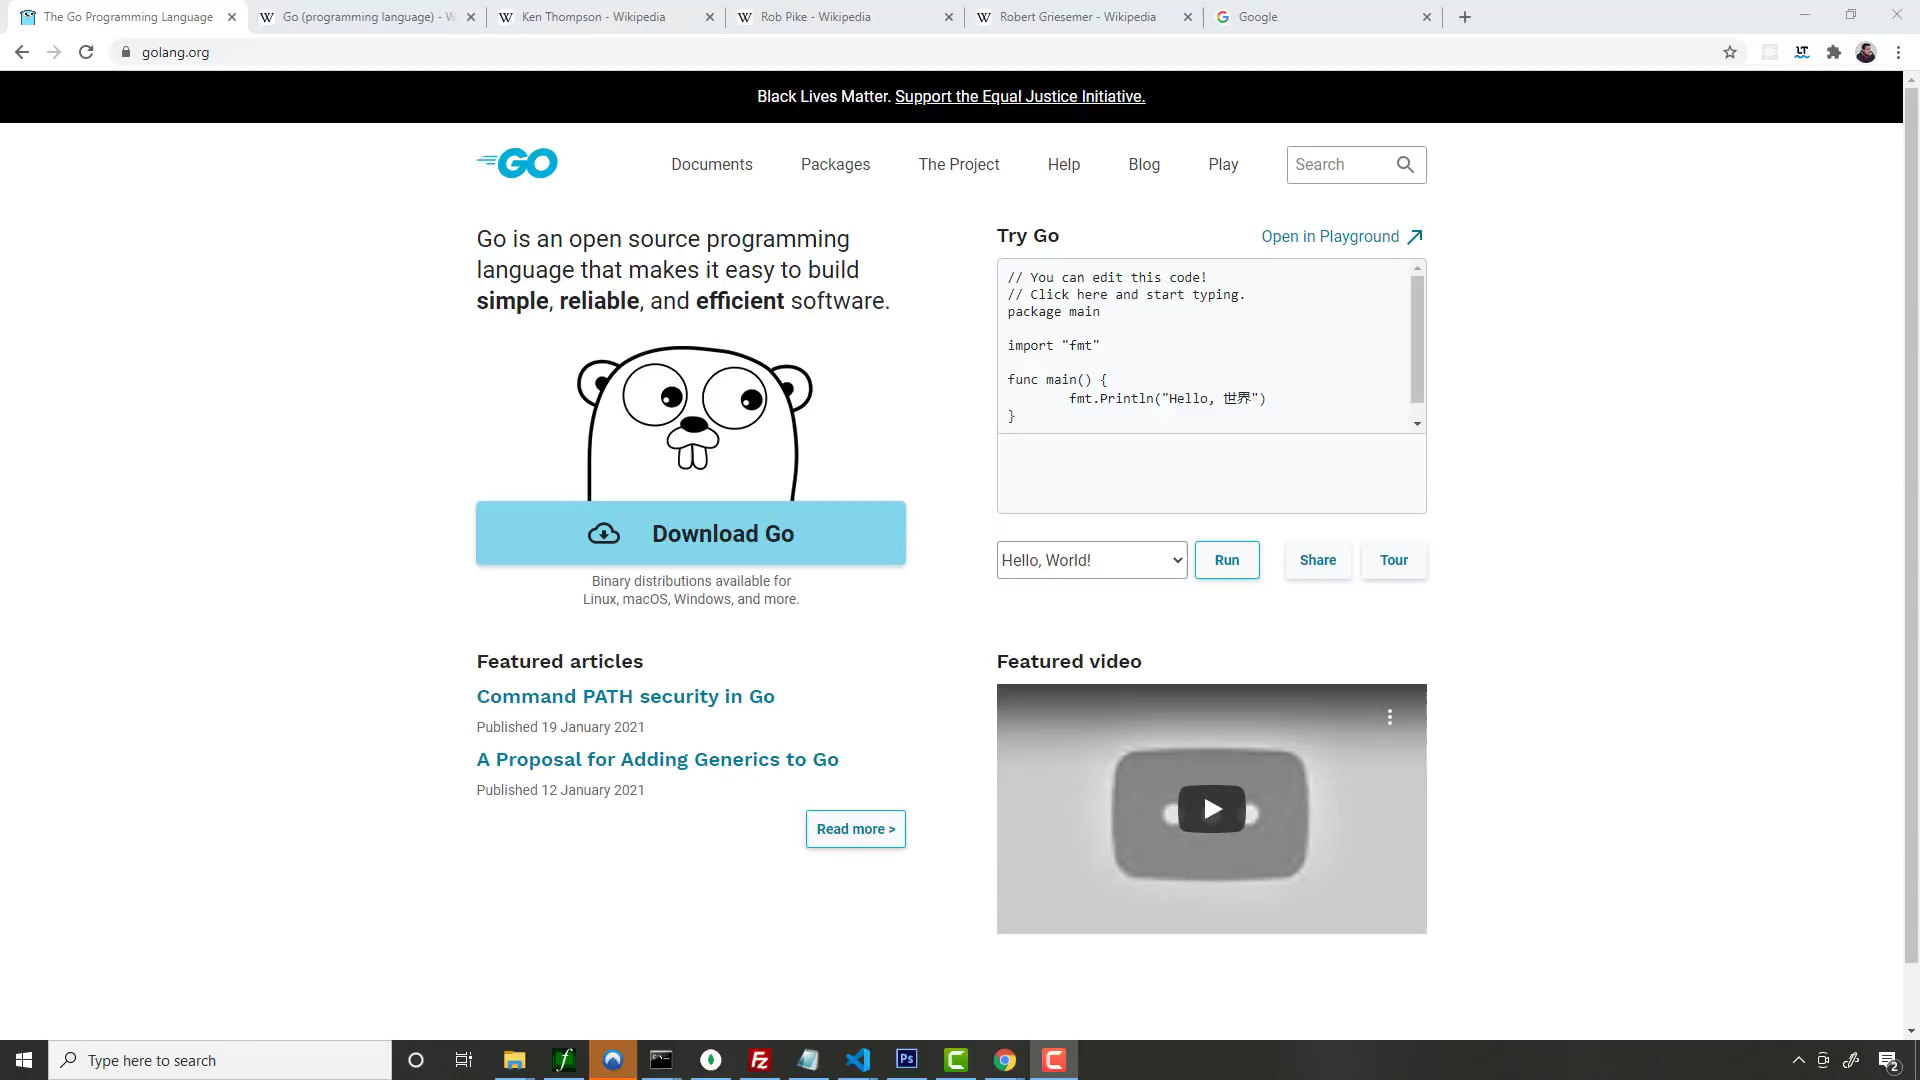 The Go Programming Language
Go (programming language) - W
Ken Thompson - Wikipedia
Rob Pike - Wikipedia
Robert Griesemer - Wikipedia
Google
golang.org
Black Lives Matter. Support the Equal Justice Initiative.
GO
Documents
Packages
The Project
Help
Blog
Play
Search
Go is an open source programming
language that makes it easy to build
simple, reliable, and efficient software.
Download Go
Binary distributions available for
Linux, macOS, Windows, and more.
Try Go
Open in Playground
// You can edit this code!
// Click here and start typing.
package main
import "fmt"
func main() {
fmt.Println("Hello, 世界")
}
Hello, World!
Run
Share
Tour
Featured articles
Command PATH security in Go
Published 19 January 2021
A Proposal for Adding Generics to Go
Published 12 January 2021
Read more >
Featured video
Type here to search
Fz
Ps
2